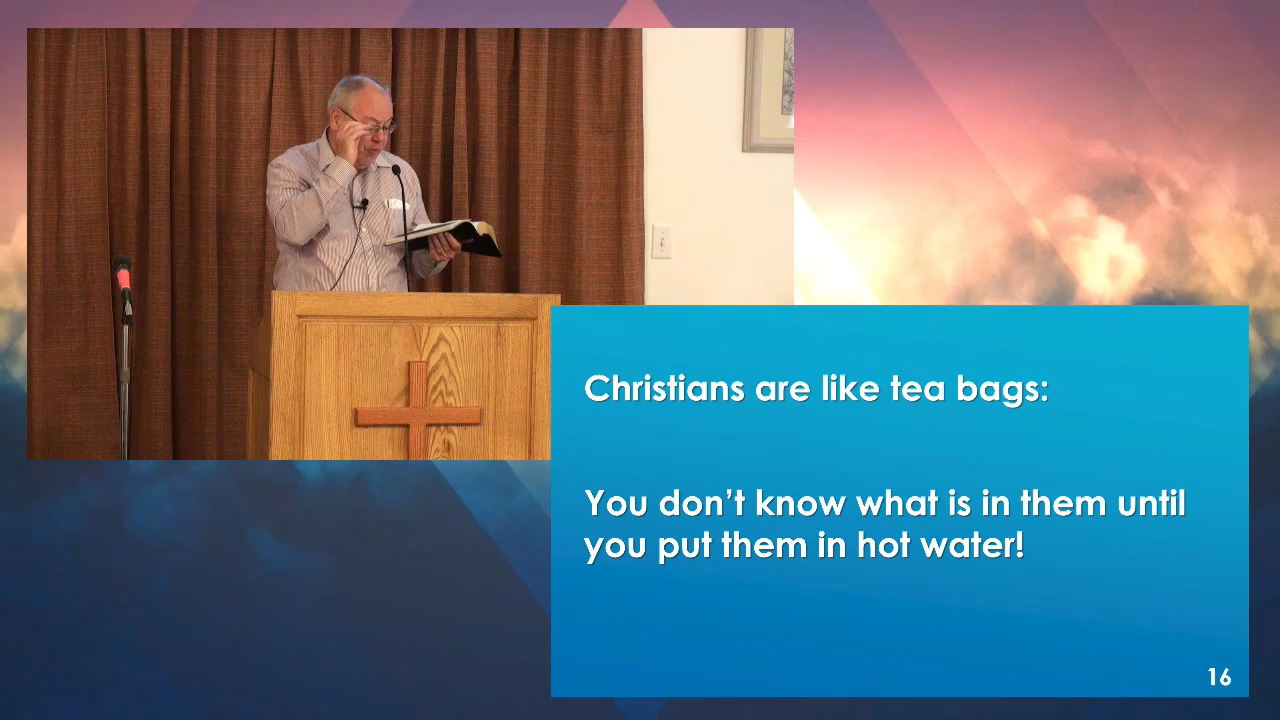 Christians are like tea bags:
You don't know what is in them until
you put them in hot water!
16